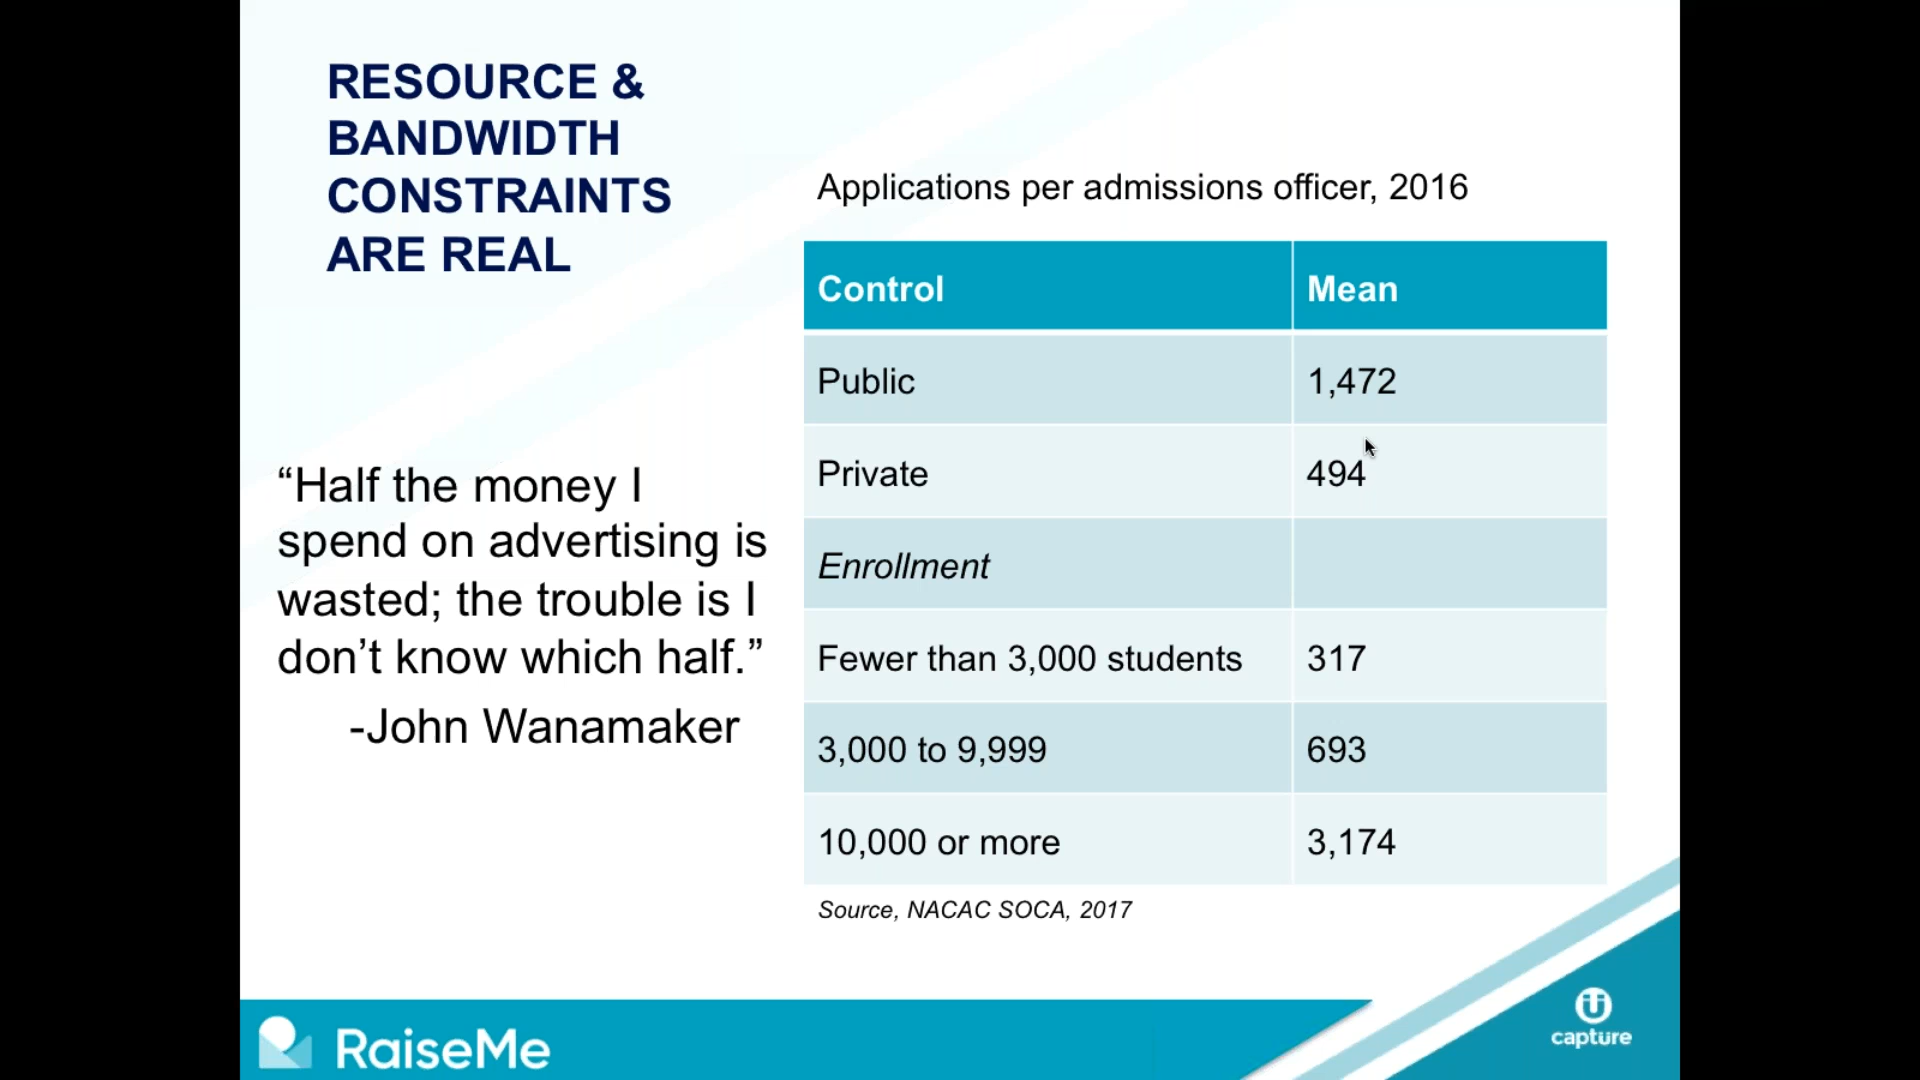 RESOURCE &
BANDWIDTH
CONSTRAINTS
ARE REAL
“Half the money I
spend on advertising is
wasted; the trouble is I
don’t know which half.”
-John Wanamaker
Applications per admissions officer, 2016
Control Mean
Public 1,472
Private 494
Enrollment
Fewer than 3,000 students 317
3,000 to 9,999 693
10,000 or more 3,174
Source, NACAC SOCA, 2017
RaiseMe
capture